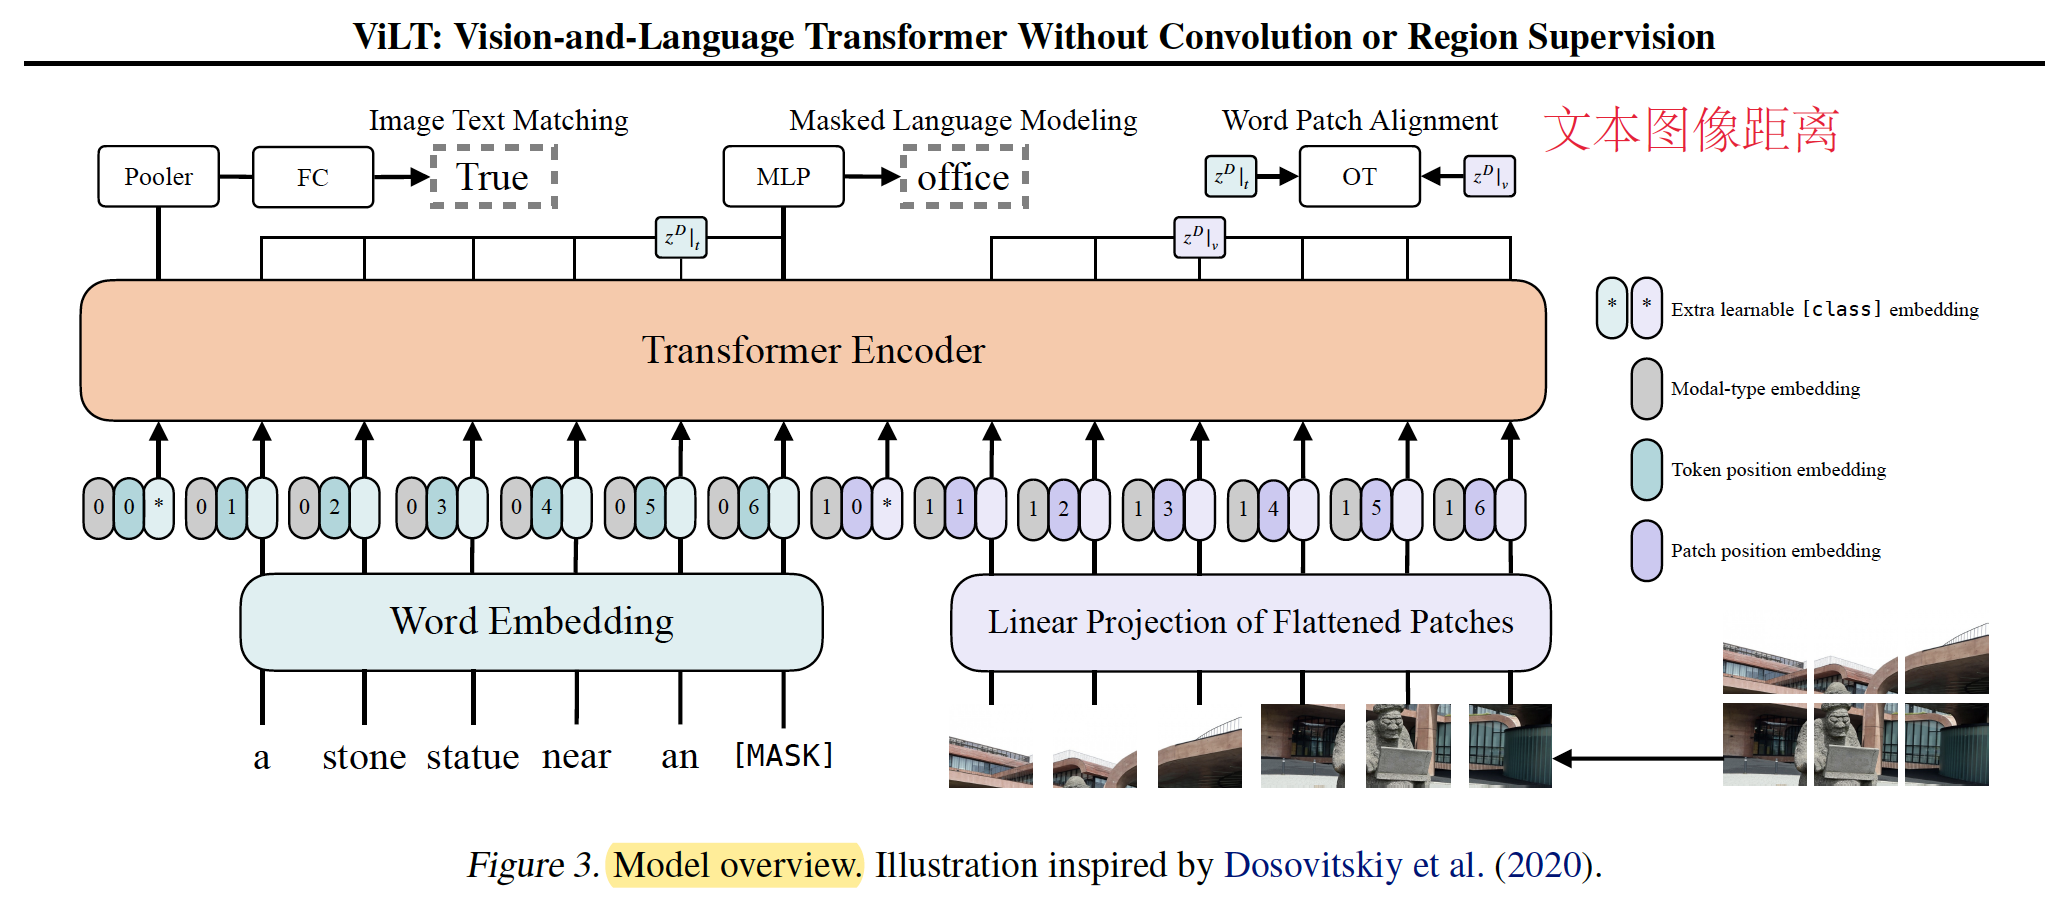 ViLT: Vision-and-Language Transformer Without Convolution or Region Supervision
Image Text Matching
Masked Language Modeling
Word Patch Alignment
文本图像距离
Pooler
FC
True
MLP
office
z^D|_t
OT
z^D|_v
z^D|_t
z^D|_v
Transformer Encoder
* * Extra learnable [class] embedding
Modal-type embedding
Token position embedding
Patch position embedding
0 0 * 0 1 0 2 0 3 0 4 0 5 0 6 1 0 * 1 1 1 2 1 3 1 4 1 5 1 6
Word Embedding
Linear Projection of Flattened Patches
a stone statue near an [MASK]
Figure 3. Model overview. Illustration inspired by Dosovitskiy et al. (2020).